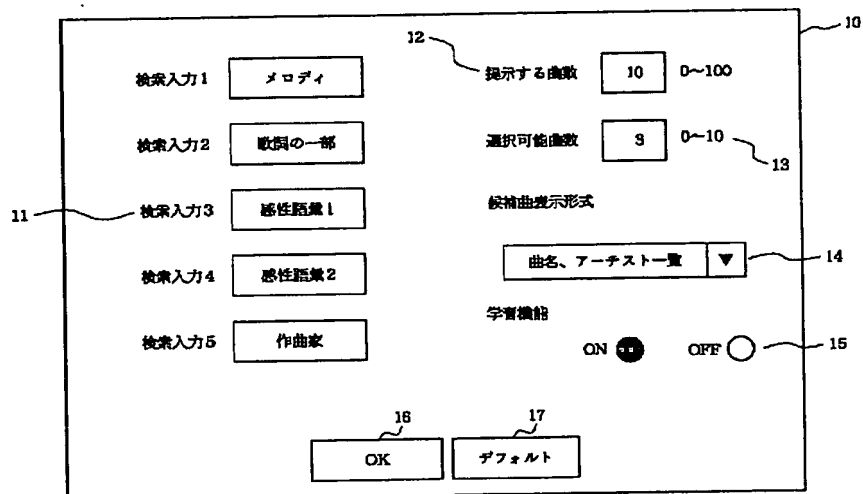 10
12
検索入力1 メロディ
提示する曲数 10 0~100
検索入力2 歌詞の一部
選択可能曲数 3 0~10
13
11
検索入力3 感性語彙1
候補曲表示形式
検索入力4 感性語彙2
曲名、アーチスト一覧 ▼
14
学習機能
検索入力5 作曲家
ON OFF
15
16
17
OK
デフォルト